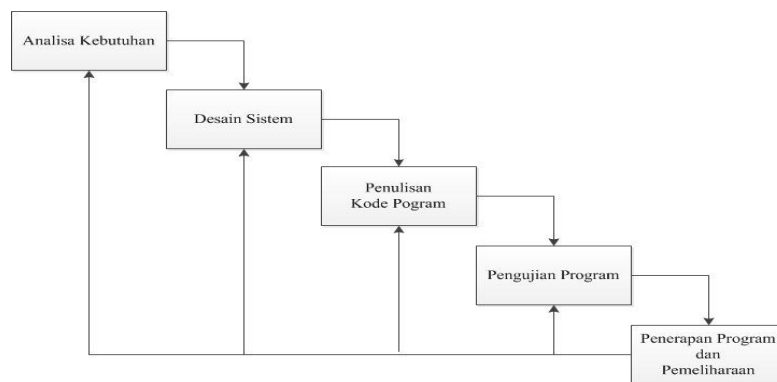 Analisa Kebutuhan
Desain Sistem
Penulisan
Kode Pogram
Pengujian Program
Penerapan Program
dan
Pemeliharaan